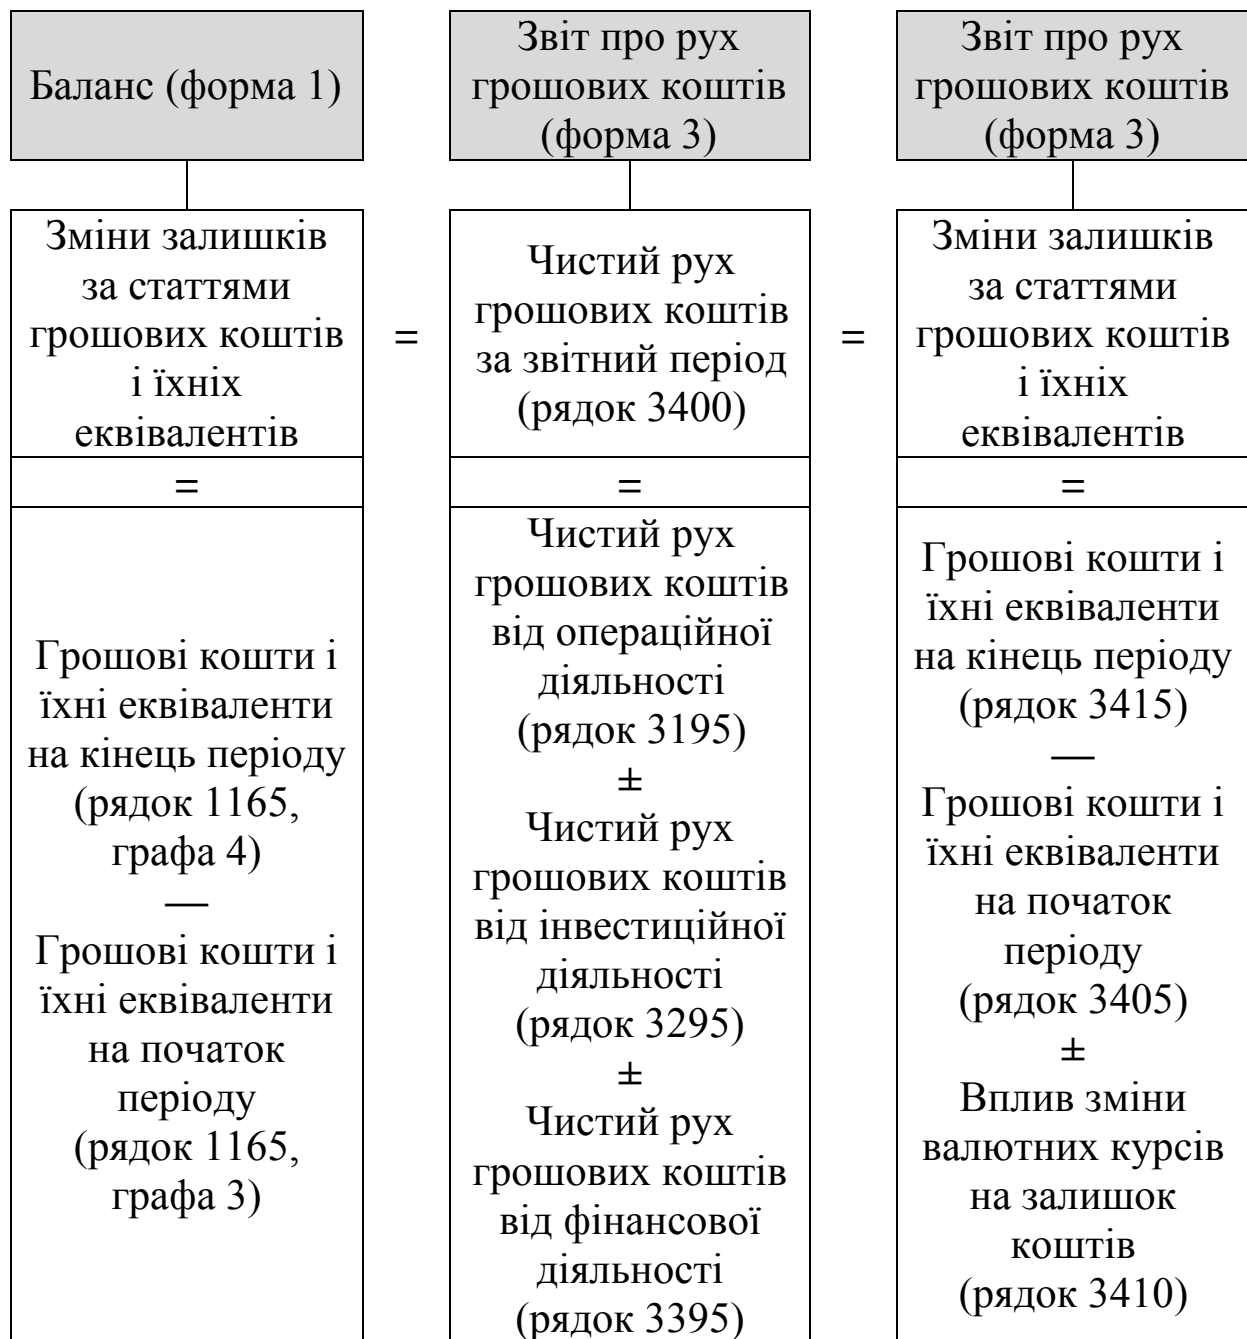 Баланс (форма 1)
Звіт про рух
грошових коштів
(форма 3)
Звіт про рух
грошових коштів
(форма 3)
Зміни залишків
за статтями
грошових коштів
і їхніх
еквівалентів
=
Чистий рух
грошових коштів
за звітний період
(рядок 3400)
=
Зміни залишків
за статтями
грошових коштів
і їхніх
еквівалентів
=
=
=
Грошові кошти і
їхні еквіваленти
на кінець періоду
(рядок 1165,
графа 4)
—
Грошові кошти і
їхні еквіваленти
на початок
періоду
(рядок 1165,
графа 3)
Чистий рух
грошових коштів
від операційної
діяльності
(рядок 3195)
±
Чистий рух
грошових коштів
від інвестиційної
діяльності
(рядок 3295)
±
Чистий рух
грошових коштів
від фінансової
діяльності
(рядок 3395)
Грошові кошти і
їхні еквіваленти
на кінець періоду
(рядок 3415)
—
Грошові кошти і
їхні еквіваленти
на початок
періоду
(рядок 3405)
±
Вплив зміни
валютних курсів
на залишок
коштів
(рядок 3410)